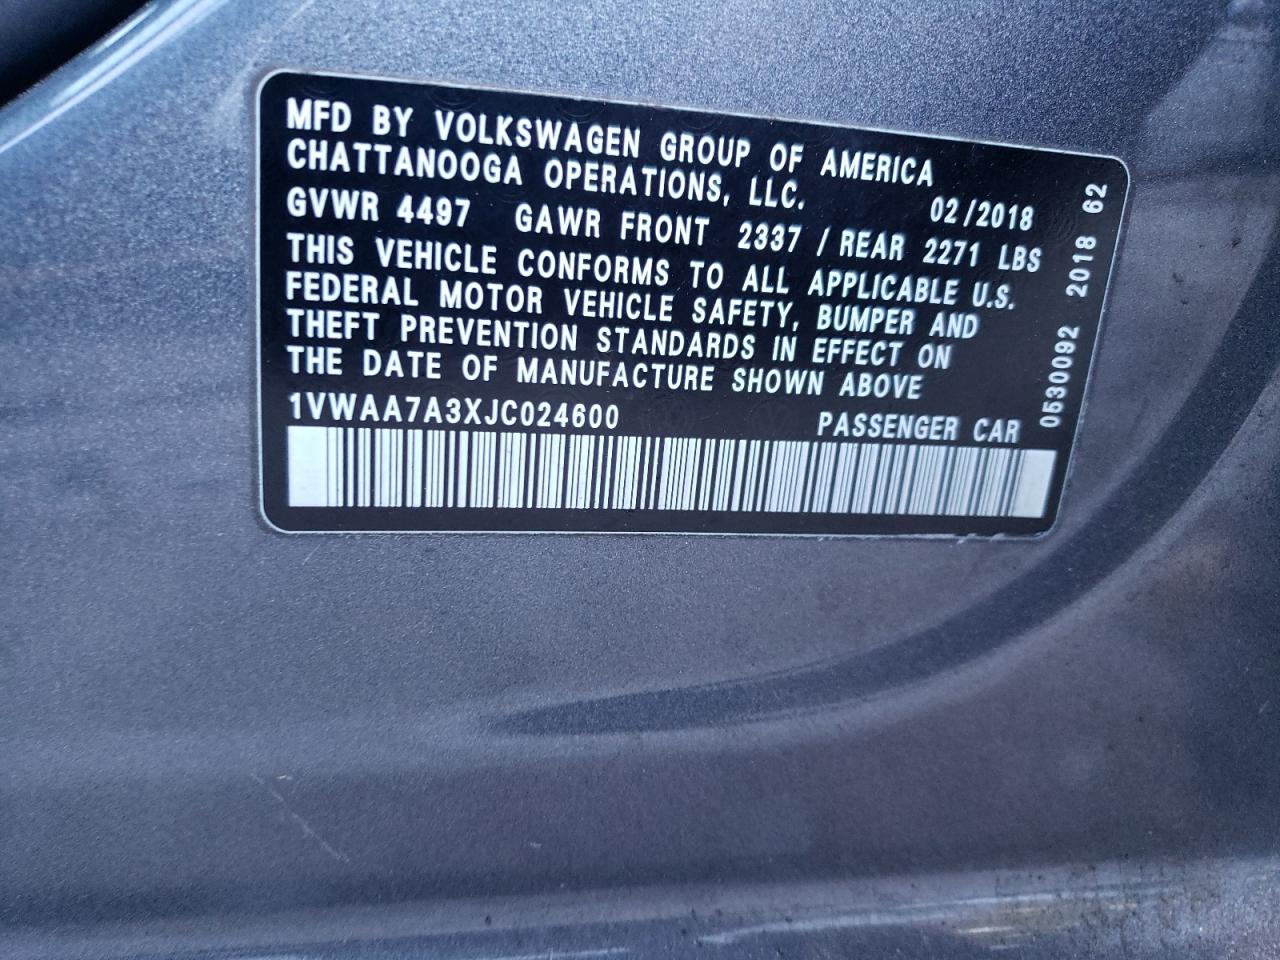 MFD BY VOLKSWAGEN GROUP OF AMERICA
CHATTANOOGA OPERATIONS, LLC. 02/2018
GVWR 4497 GAWR FRONT 2337 / REAR 2271 LBS
THIS VEHICLE CONFORMS TO ALL APPLICABLE U.S.
FEDERAL MOTOR VEHICLE SAFETY, BUMPER AND
THEFT PREVENTION STANDARDS IN EFFECT ON
THE DATE OF MANUFACTURE SHOWN ABOVE
1VWAA7A3XJC024600 PASSENGER CAR
0530092 2018 62